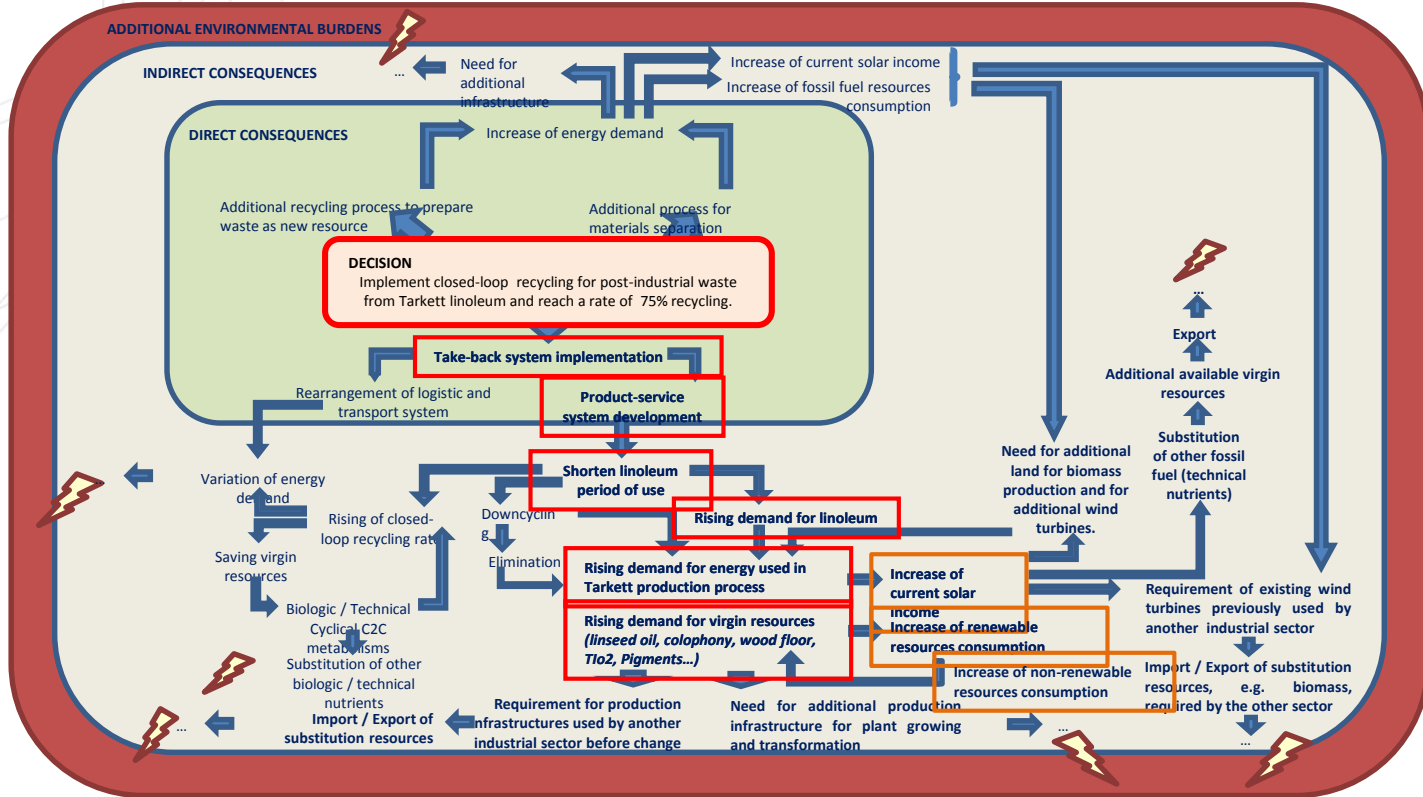 ADDITIONAL ENVIRONMENTAL BURDENS
INDIRECT CONSEQUENCES
...
Need for
additional
infrastructure
Increase of current solar income
Increase of fossil fuel resources
consumption
DIRECT CONSEQUENCES
Increase of energy demand
Additional recycling process to prepare
waste as new resource
Additional process for
materials separation
DECISION
Implement closed-loop recycling for post-industrial waste
from Tarkett linoleum and reach a rate of 75% recycling.
Take-back system implementation
Rearrangement of logistic and
transport system
Product-service
system development
Shorten linoleum
period of use
Variation of energy
demand
Rising of closed-
loop recycling rate
Saving virgin
resources
Biologic / Technical
Cyclical C2C
metabolisms
Substitution of other
biologic / technical
nutrients
Import / Export of
substitution resources
...
Downcyclin
g
Elimination
Rising demand for linoleum
Rising demand for energy used in
Tarkett production process
Rising demand for virgin resources
(linseed oil, colophony, wood floor,
TIo2, Pigments...)
Increase of
current solar
income
Increase of renewable
resources consumption
Increase of non-renewable
resources consumption
Requirement for production
infrastructures used by another
industrial sector before change
Need for additional production
infrastructure for plant growing
and transformation
...
Need for additional
land for biomass
production and for
additional wind
turbines.
...
Export
Additional available virgin
resources
Substitution
of other fossil
fuel (technical
nutrients)
Requirement of existing wind
turbines previously used by
another industrial sector
Import / Export of substitution
resources, e.g. biomass,
required by the other sector
...